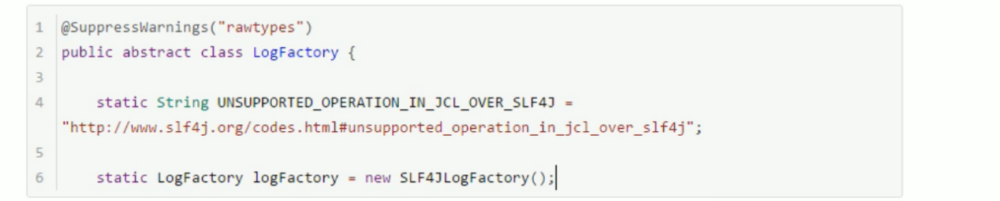 1 @SuppressWarnings("rawtypes")
2 public abstract class LogFactory {
3
4 static String UNSUPPORTED_OPERATION_IN_JCL_OVER_SLF4J =
"http://www.slf4j.org/codes.html#unsupported_operation_in_jcl_over_slf4j";
5
6 static LogFactory logFactory = new SLF4JLogFactory();